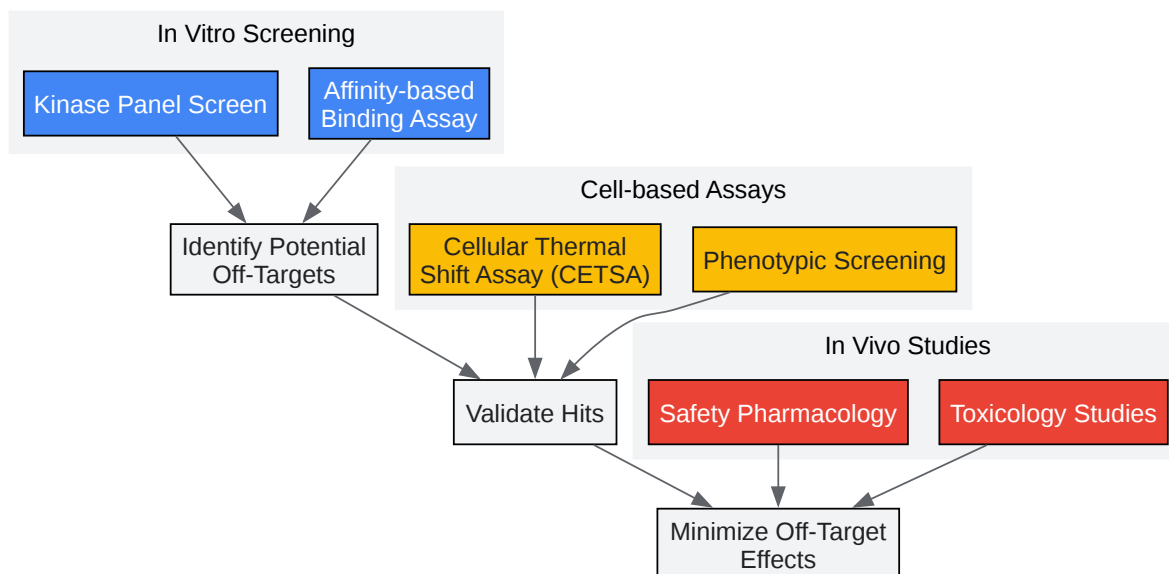 In Vitro Screening
Kinase Panel Screen
Affinity-based
Binding Assay
Cell-based Assays
Identify Potential
Off-Targets
Cellular Thermal
Shift Assay (CETSA)
Phenotypic Screening
In Vivo Studies
Validate Hits
Safety Pharmacology
Toxicology Studies
Minimize Off-Target
Effects